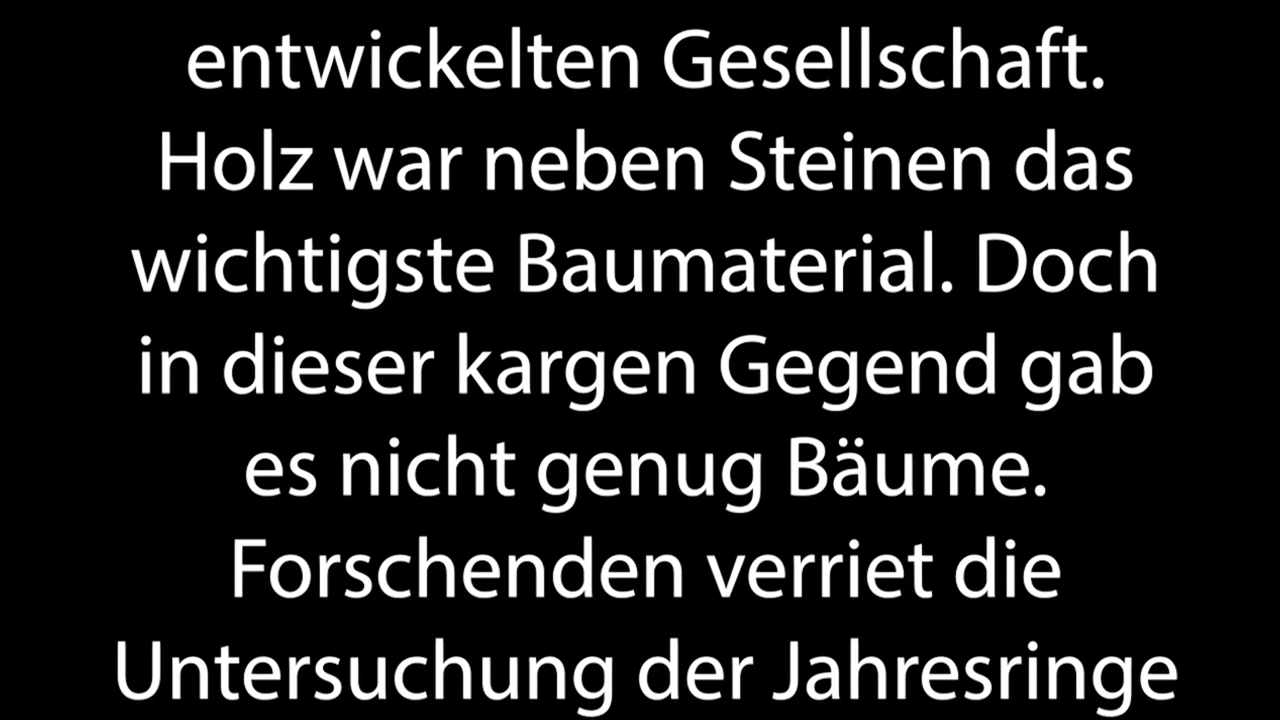 entwickelten Gesellschaft.
Holz war neben Steinen das
wichtigste Baumaterial. Doch
in dieser kargen Gegend gab
es nicht genug Bäume.
Forschenden verriet die
Untersuchung der Jahresringe